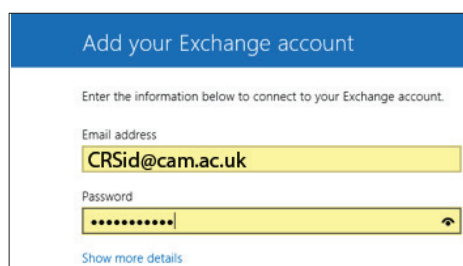 Add your Exchange account
Enter the information below to connect to your Exchange account.
Email address
CRSid@cam.ac.uk
Password
•••••••••••
Show more details